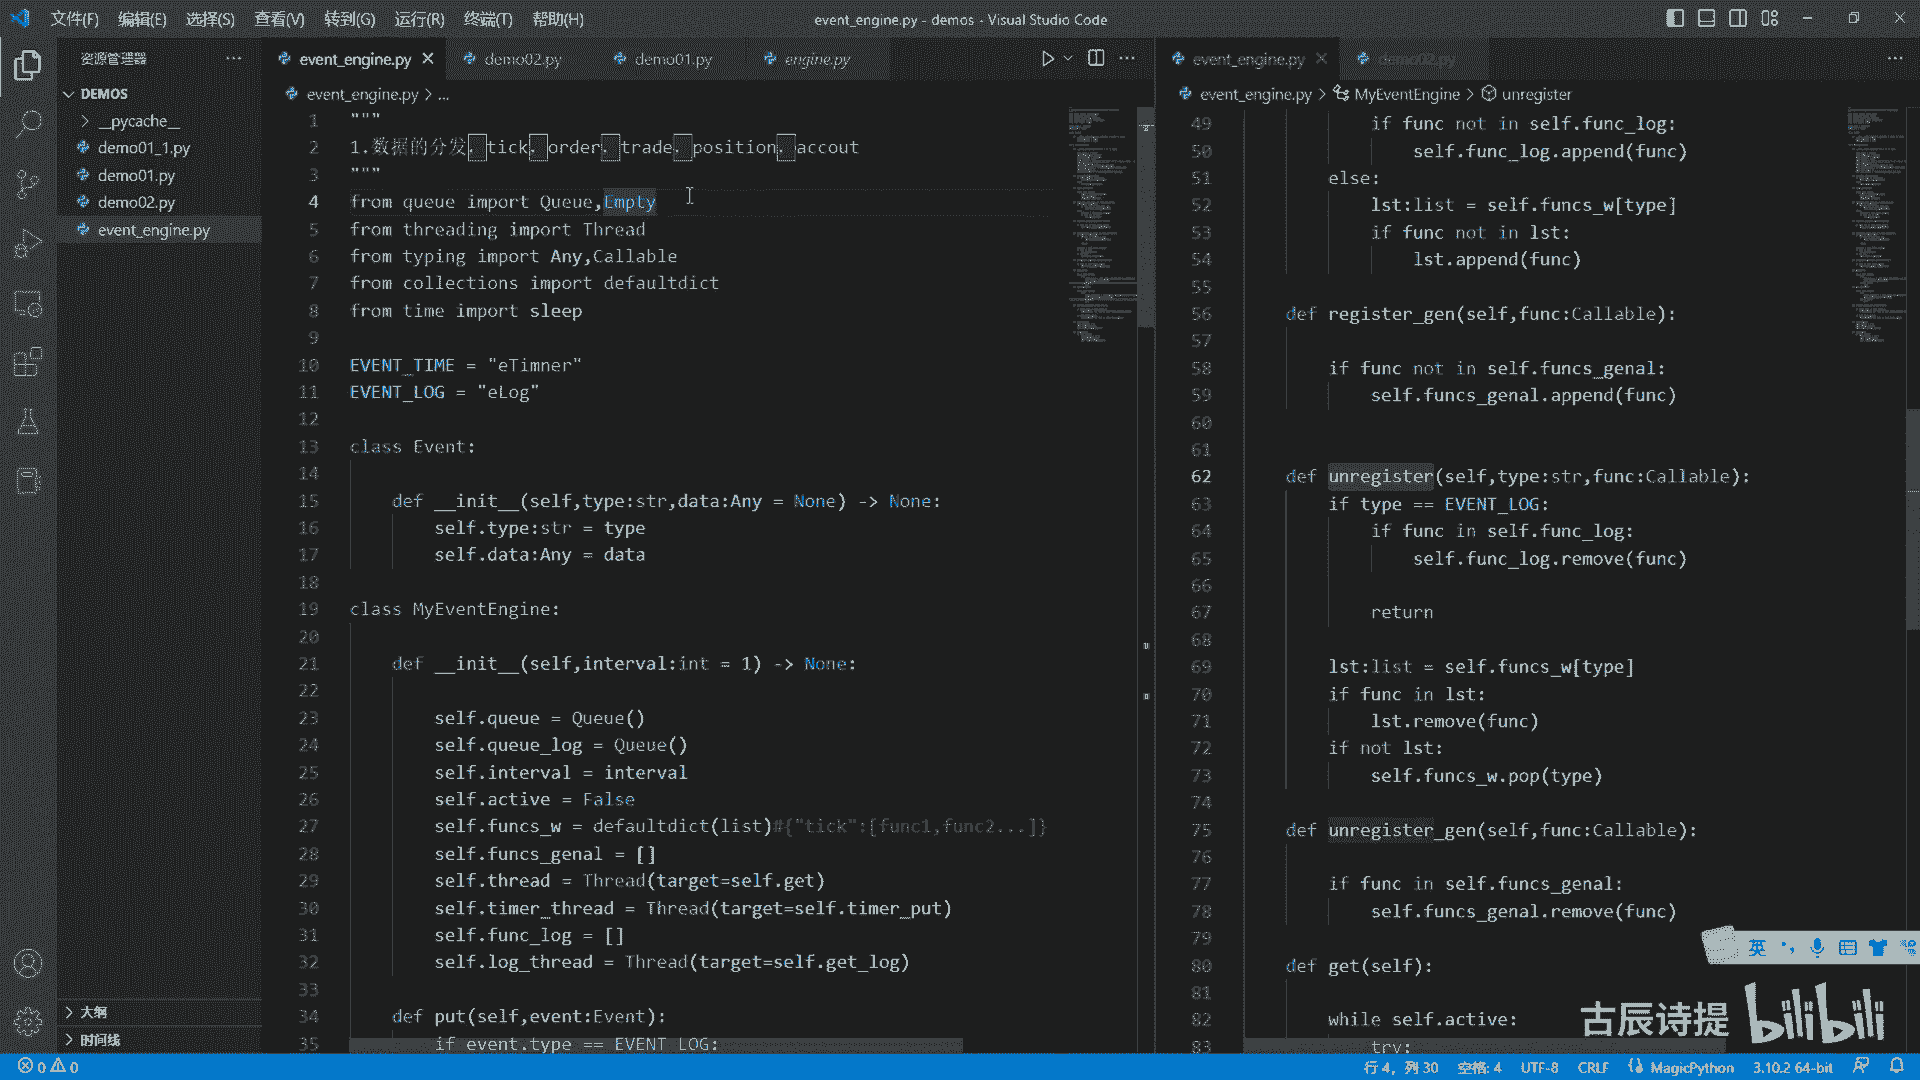 文件(F) 编辑(E) 选择(S) 查看(V) 转到(G) 运行(R) 终端(T) 帮助(H)
event_engine.py - demos - Visual Studio Code
资源管理器
DEMOS
__pycache__
demo01_1.py
demo01.py
demo02.py
event_engine.py
大纲
时间线
event_engine.py demo02.py demo01.py engine.py
event_engine.py > ...
1 """
2 1.数据的分发，tick，order，trade，position，accout
3 """
4 from queue import Queue,Empty
5 from threading import Thread
6 from typing import Any,Callable
7 from collections import defaultdict
8 from time import sleep
9
10 EVENT_TIME = "eTimner"
11 EVENT_LOG = "eLog"
12
13 class Event:
14
15 def __init__(self,type:str,data:Any = None) -> None:
16 self.type:str = type
17 self.data:Any = data
18
19 class MyEventEngine:
20
21 def __init__(self,interval:int = 1) -> None:
22
23 self.queue = Queue()
24 self.queue_log = Queue()
25 self.interval = interval
26 self.active = False
27 self.funcs_w = defaultdict(list)#{"tick":[func1,func2...]}
28 self.funcs_genal = []
29 self.thread = Thread(target=self.get)
30 self.timer_thread = Thread(target=self.timer_put)
31 self.func_log = []
32 self.log_thread = Thread(target=self.get_log)
33
34 def put(self,event:Event):
35 if event.type == EVENT_LOG:
event_engine.py demo02.py
event_engine.py > MyEventEngine > unregister
49 if func not in self.func_log:
50 self.func_log.append(func)
51 else:
52 lst:list = self.funcs_w[type]
53 if func not in lst:
54 lst.append(func)
55
56 def register_gen(self,func:Callable):
57
58 if func not in self.funcs_genal:
59 self.funcs_genal.append(func)
60
61
62 def unregister(self,type:str,func:Callable):
63 if type == EVENT_LOG:
64 if func in self.func_log:
65 self.func_log.remove(func)
66
67 return
68
69 lst:list = self.funcs_w[type]
70 if func in lst:
71 lst.remove(func)
72 if not lst:
73 self.funcs_w.pop(type)
74
75 def unregister_gen(self,func:Callable):
76
77 if func in self.funcs_genal:
78 self.funcs_genal.remove(func)
79
80 def get(self):
81
82 while self.active:
83 try:
英
古辰诗提 bilibili
0 0
行 4，列 30 空格: 4 UTF-8 CRLF MagicPython 3.10.2 64-bit